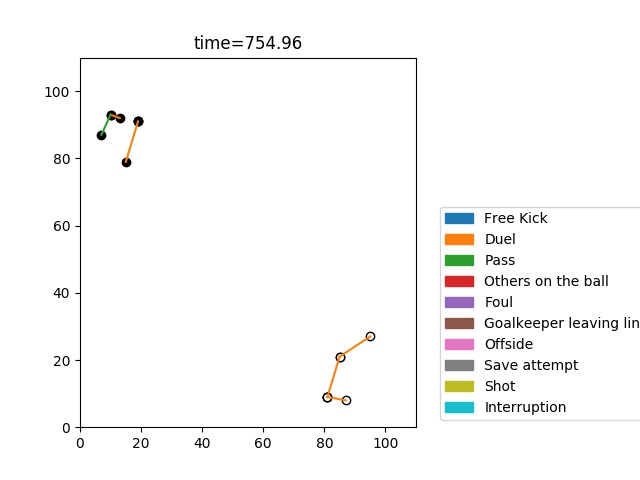 time=754.96
100
80
60
40
20
0
0 20 40 60 80 100
Free Kick
Duel
Pass
Others on the ball
Foul
Goalkeeper leaving lin
Offside
Save attempt
Shot
Interruption